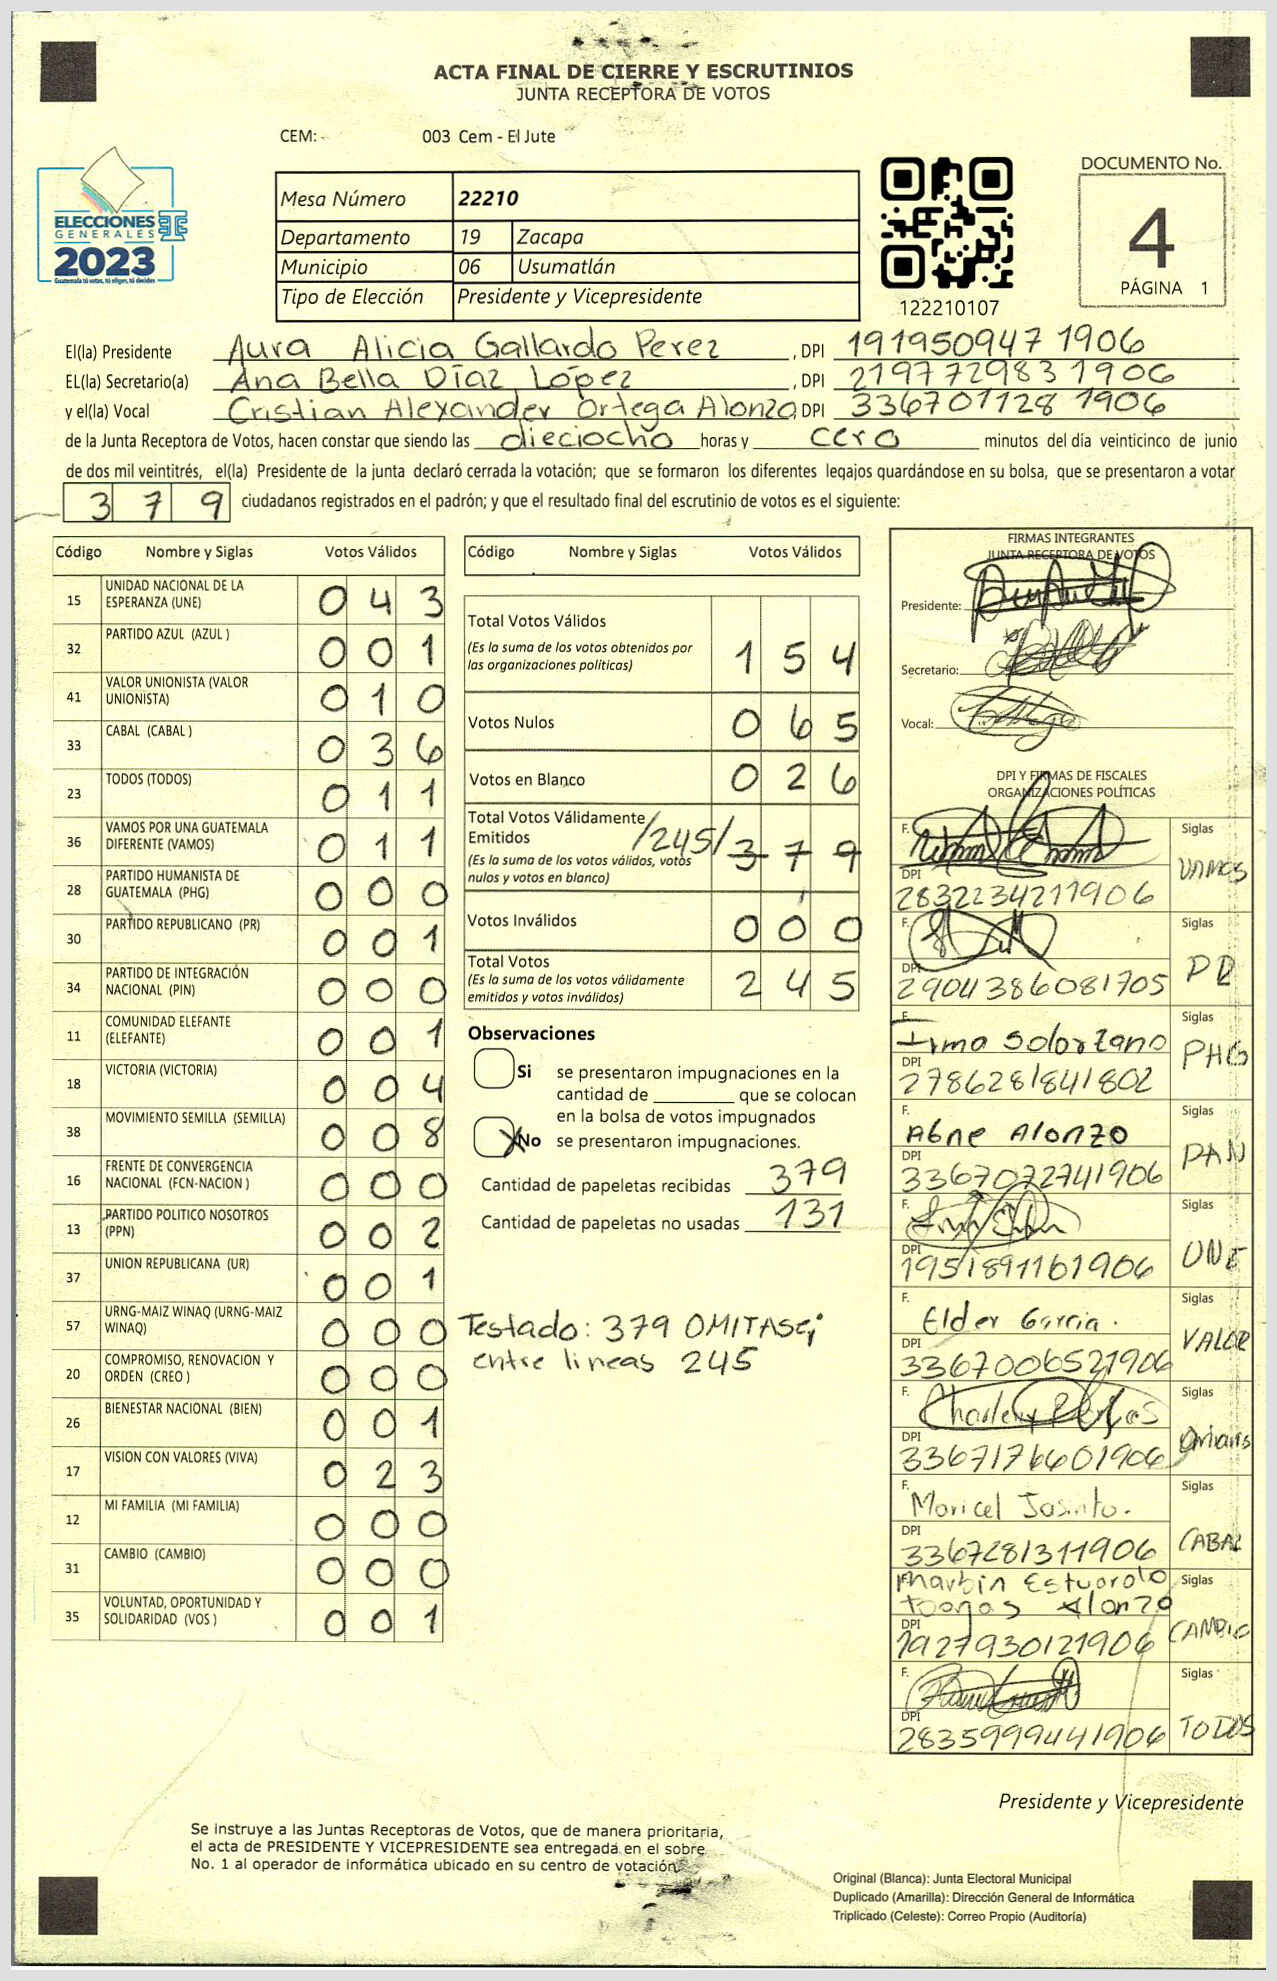 ACTA FINAL DE CIERRE Y ESCRUTINIOS
JUNTA RECEPTORA DE VOTOS
CEM: 003 Cem - El Jute
ELECCIONES
GENERALES
2023
Guatemala tú votas, tú eliges, tú decides
Mesa Número 22210
Departamento 19 Zacapa
Municipio 06 Usumatlán
Tipo de Elección Presidente y Vicepresidente
122210107
DOCUMENTO No.
4
PÁGINA 1
El(la) Presidente Aura Alicia Gallardo Perez, DPI 191950947 1906
EL(la) Secretario(a) Ana Bella Díaz López, DPI 219772983 1906
y el(la) Vocal Cristian Alexander Ortega Alonzo, DPI 336701128 1906
de la Junta Receptora de Votos, hacen constar que siendo las dieciocho horas y cero minutos del día veinticinco de junio
de dos mil veintitrés, el(la) Presidente de la junta declaró cerrada la votación; que se formaron los diferentes legajos quardándose en su bolsa, que se presentaron a votar
3 7 9 ciudadanos registrados en el padrón; y que el resultado final del escrutinio de votos es el siguiente:
Código Nombre y Siglas Votos Válidos
15 UNIDAD NACIONAL DE LA ESPERANZA (UNE) 0 4 3
32 PARTIDO AZUL (AZUL ) 0 0 1
41 VALOR UNIONISTA (VALOR UNIONISTA) 0 1 0
33 CABAL (CABAL ) 0 3 6
23 TODOS (TODOS) 0 1 1
36 VAMOS POR UNA GUATEMALA DIFERENTE (VAMOS) 0 1 1
28 PARTIDO HUMANISTA DE GUATEMALA (PHG) 0 0 0
30 PARTIDO REPUBLICANO (PR) 0 0 1
34 PARTIDO DE INTEGRACIÓN NACIONAL (PIN) 0 0 0
11 COMUNIDAD ELEFANTE (ELEFANTE) 0 0 1
18 VICTORIA (VICTORIA) 0 0 4
38 MOVIMIENTO SEMILLA (SEMILLA) 0 0 8
16 FRENTE DE CONVERGENCIA NACIONAL (FCN-NACION ) 0 0 0
13 PARTIDO POLITICO NOSOTROS (PPN) 0 0 2
37 UNION REPUBLICANA (UR) 0 0 1
57 URNG-MAIZ WINAQ (URNG-MAIZ WINAQ) 0 0 0
20 COMPROMISO, RENOVACION Y ORDEN (CREO ) 0 0 0
26 BIENESTAR NACIONAL (BIEN) 0 0 1
17 VISION CON VALORES (VIVA) 0 2 3
12 MI FAMILIA (MI FAMILIA) 0 0 0
31 CAMBIO (CAMBIO) 0 0 0
35 VOLUNTAD, OPORTUNIDAD Y SOLIDARIDAD (VOS ) 0 0 1
Código Nombre y Siglas Votos Válidos
Total Votos Válidos
(Es la suma de los votos obtenidos por
las organizaciones politicas) 1 5 4
Votos Nulos 0 6 5
Votos en Blanco 0 2 6
Total Votos Válidamente
Emitidos /245/ 3 7 9
(Es la suma de los votos válidos, votos
nulos y votos en blanco)
Votos Inválidos 0 0 0
Total Votos
(Es la suma de los votos válidamente
emitidos y votos inválidos) 2 4 5
Observaciones
Si se presentaron impugnaciones en la
cantidad de ________ que se colocan
en la bolsa de votos impugnados
X No se presentaron impugnaciones.
Cantidad de papeletas recibidas 379
Cantidad de papeletas no usadas 131
Testado: 379 OMITASE;
entre lineas 245
FIRMAS INTEGRANTES
JUNTA RECEPTORA DE VOTOS
Presidente:
Secretario:
Vocal:
DPI Y FIRMAS DE FISCALES
ORGANIZACIONES POLÍTICAS
F. Siglas VAMOS
DPI 2832234211906
F. Siglas
DPI 29041386081705
F. Irma Solorzano Siglas PHG
DPI 2786281841802
F. Abne Alonzo Siglas PAN
DPI 3367072741906
F. Siglas UNE
DPI 1951891161906
F. Elder Garcia. Siglas VALOR
DPI 3367006521906
F. Siglas
DPI 3367176601906
F. Maricel Jasinto. Siglas CABAL
DPI 3367281311906
F. Siglas CAMBIO
DPI 1927930121906
F. Siglas TODOS
DPI 2835999441906
Presidente y Vicepresidente
Se instruye a las Juntas Receptoras de Votos, que de manera prioritaria,
el acta de PRESIDENTE Y VICEPRESIDENTE sea entregada en el sobre
No. 1 al operador de informática ubicado en su centro de votación.
Original (Blanca): Junta Electoral Municipal
Duplicado (Amarilla): Dirección General de Informática
Triplicado (Celeste): Correo Propio (Auditoría)